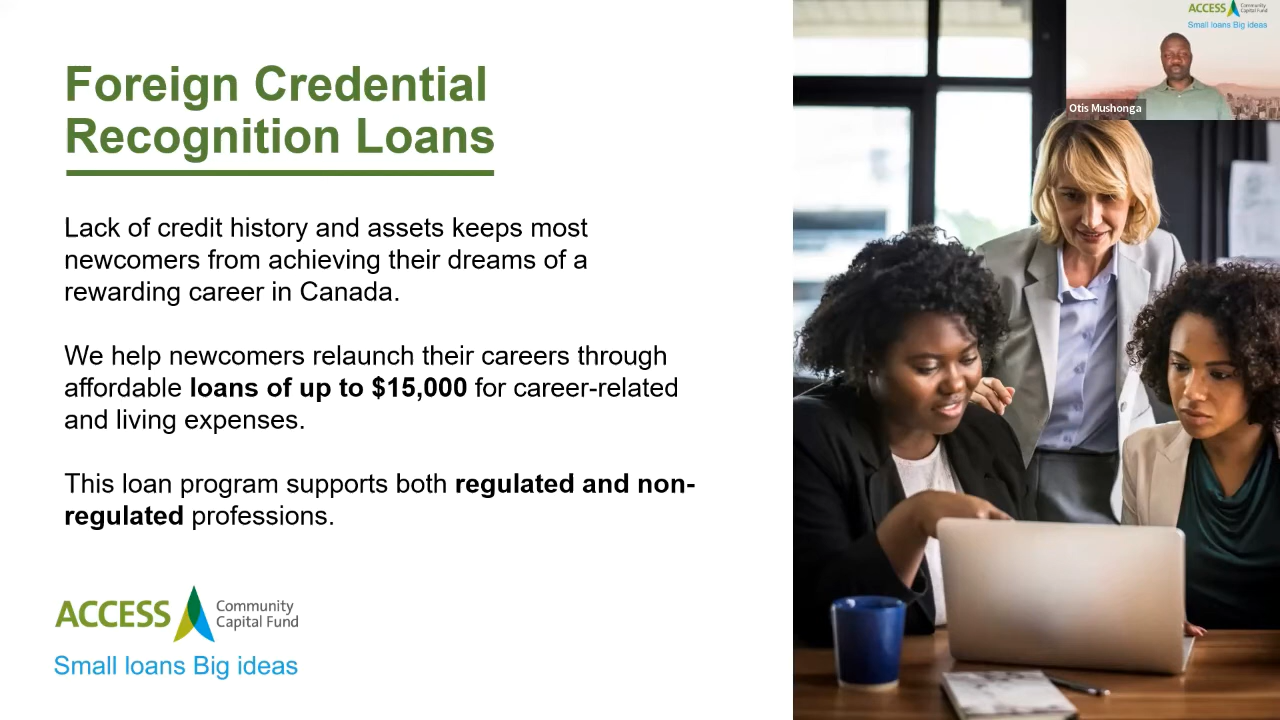 Foreign Credential
Recognition Loans
Lack of credit history and assets keeps most
newcomers from achieving their dreams of a
rewarding career in Canada.
We help newcomers relaunch their careers through
affordable loans of up to $15,000 for career-related
and living expenses.
This loan program supports both regulated and non-
regulated professions.
ACCESS Community
Capital Fund
Small loans Big ideas
ACCESS Community
Capital Fund
Small loans Big ideas
Otis Mushonga